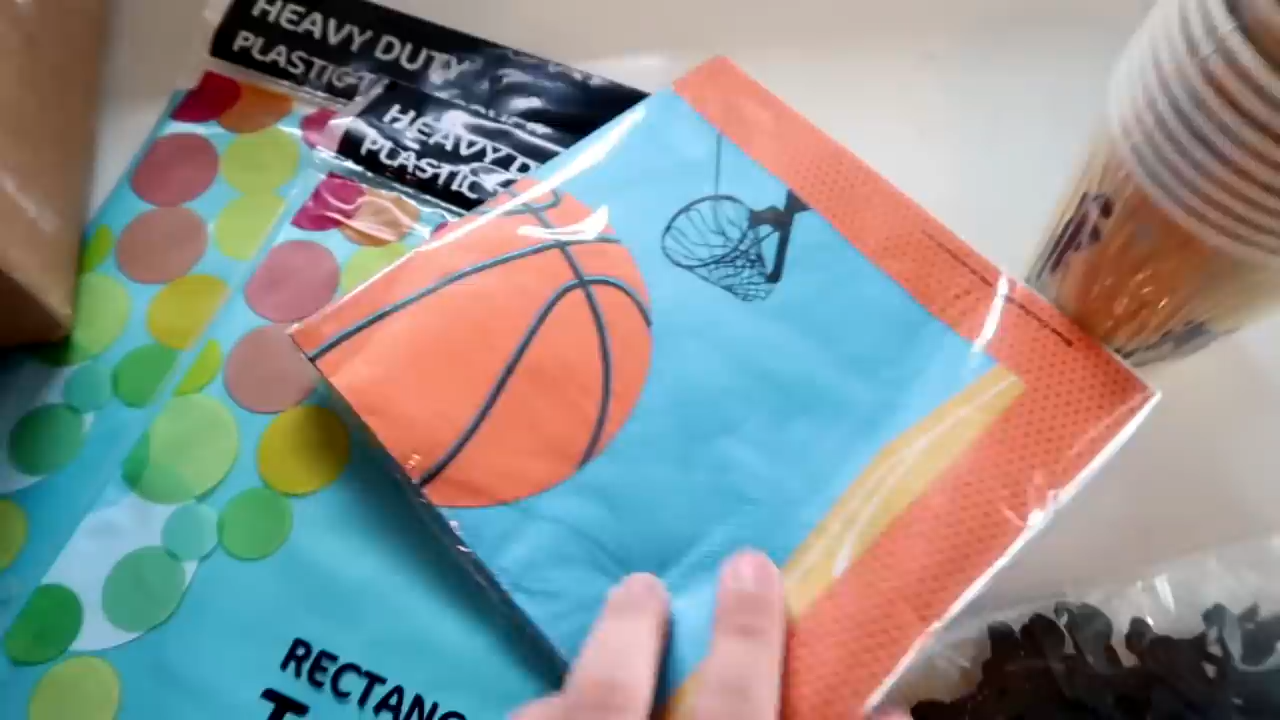 HEAVY DUTY
PLASTIC
HEAVY D
PLASTIC
RECTANG
T